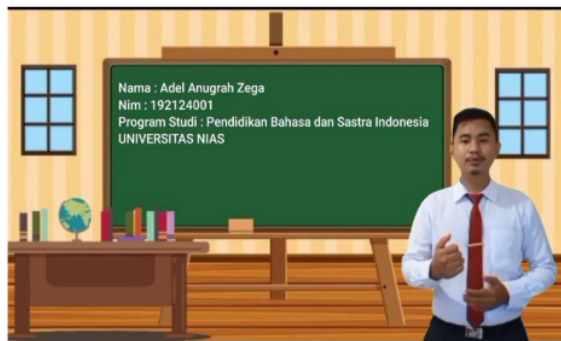 Nama : Adel Anugrah Zega
Nim : 192124001
Program Studi : Pendidikan Bahasa dan Sastra Indonesia
UNIVERSITAS NIAS